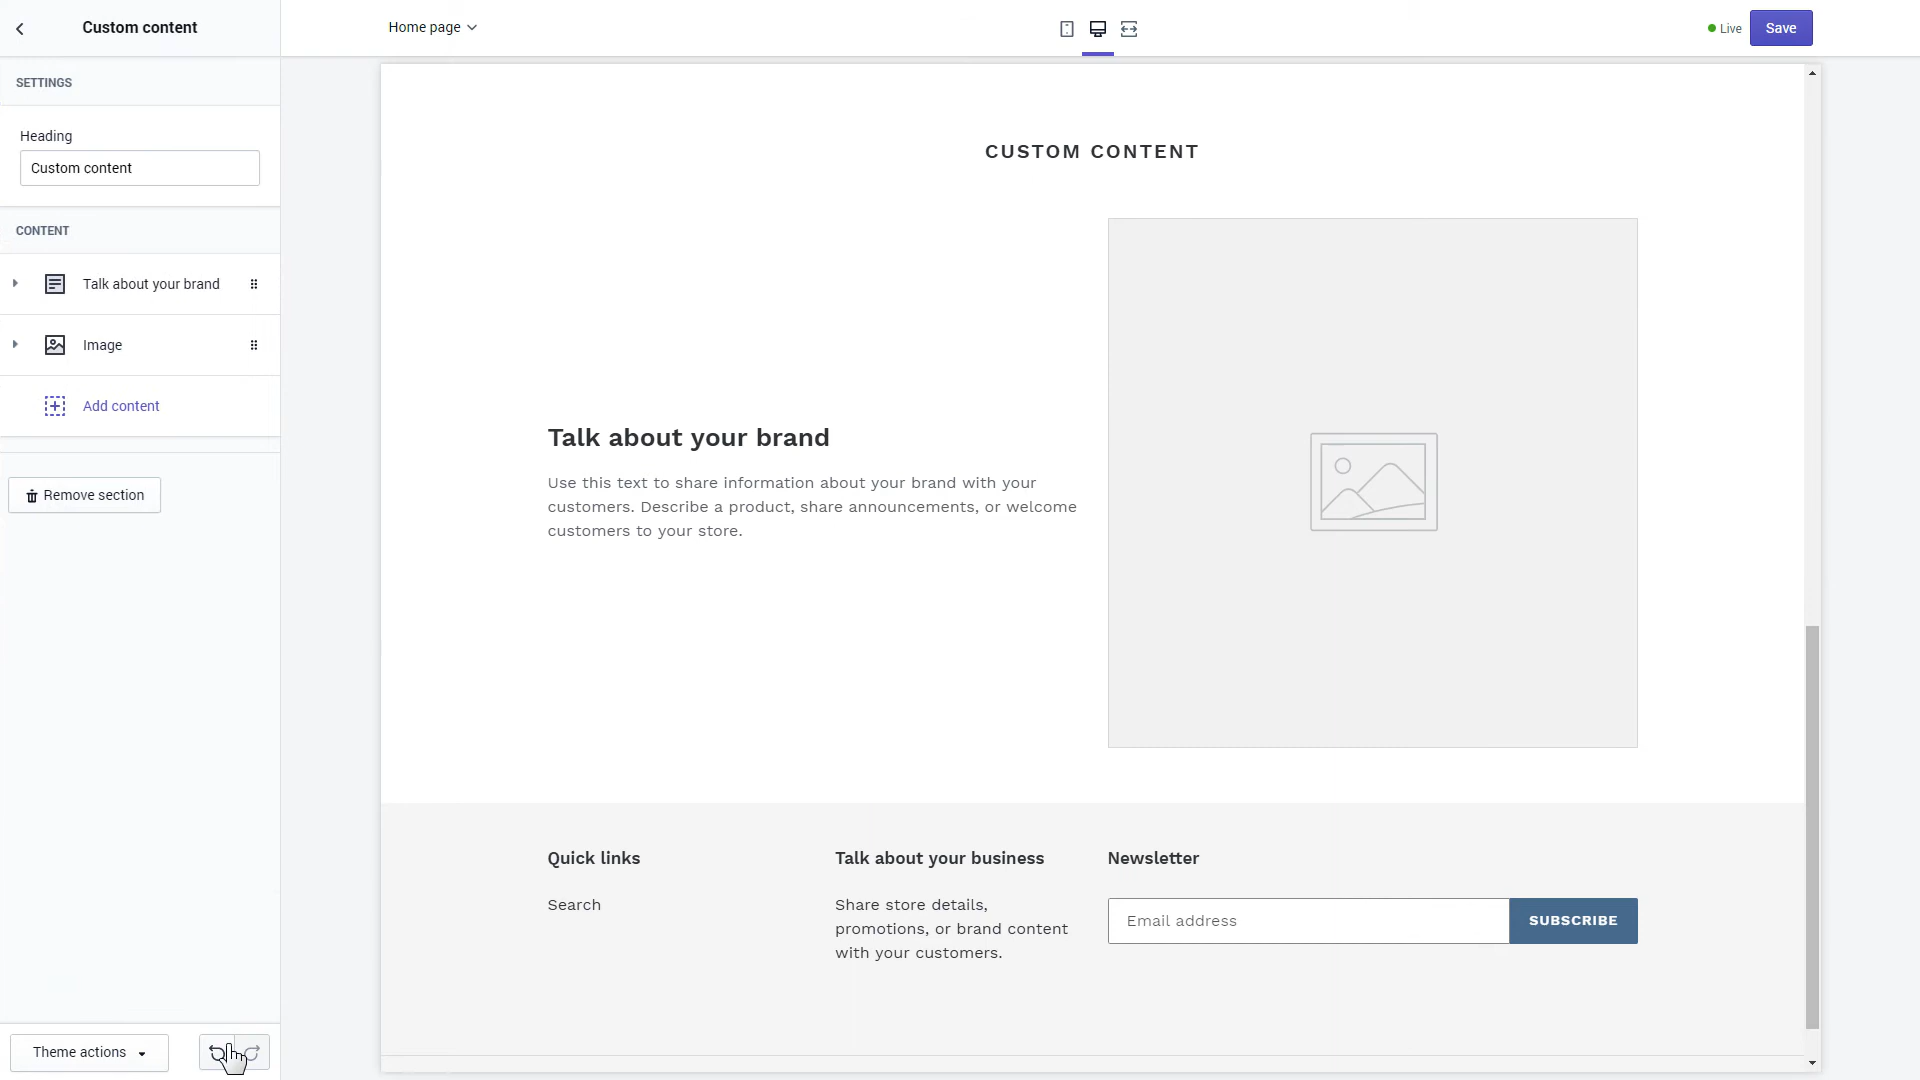 Custom content
Home page
Live
Save
SETTINGS
Heading
Custom content
CONTENT
Talk about your brand
Image
Add content
Remove section
Theme actions
CUSTOM CONTENT
Talk about your brand
Use this text to share information about your brand with your
customers. Describe a product, share announcements, or welcome
customers to your store.
Quick links
Search
Talk about your business
Share store details,
promotions, or brand content
with your customers.
Newsletter
Email address
SUBSCRIBE